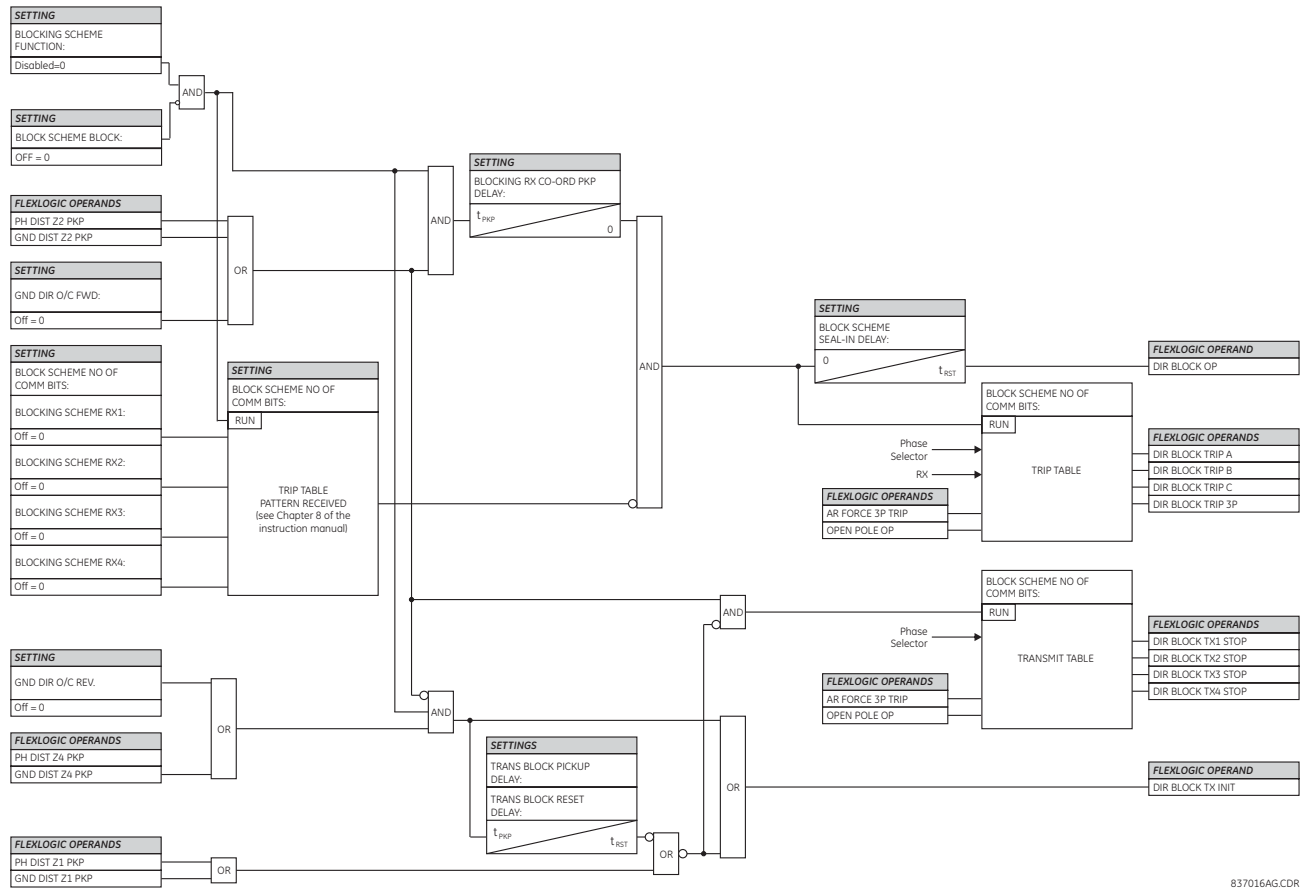 SETTING
BLOCKING SCHEME
FUNCTION:
Disabled=0
AND
SETTING
BLOCK SCHEME BLOCK:
OFF = 0
FLEXLOGIC OPERANDS
PH DIST Z2 PKP
GND DIST Z2 PKP
OR
SETTING
GND DIR O/C FWD:
Off = 0
SETTING
BLOCK SCHEME NO OF
COMM BITS:
BLOCKING SCHEME RX1:
Off = 0
BLOCKING SCHEME RX2:
Off = 0
BLOCKING SCHEME RX3:
Off = 0
BLOCKING SCHEME RX4:
Off = 0
SETTING
BLOCK SCHEME NO OF
COMM BITS:
RUN
TRIP TABLE
PATTERN RECEIVED
(see Chapter 8 of the
instruction manual)
AND
SETTING
BLOCKING RX CO-ORD PKP
DELAY:
t PKP
0
AND
SETTING
BLOCK SCHEME
SEAL-IN DELAY:
0
t RST
FLEXLOGIC OPERAND
DIR BLOCK OP
BLOCK SCHEME NO OF
COMM BITS:
RUN
Phase
Selector
RX
TRIP TABLE
FLEXLOGIC OPERANDS
AR FORCE 3P TRIP
OPEN POLE OP
FLEXLOGIC OPERANDS
DIR BLOCK TRIP A
DIR BLOCK TRIP B
DIR BLOCK TRIP C
DIR BLOCK TRIP 3P
AND
BLOCK SCHEME NO OF
COMM BITS:
RUN
Phase
Selector
TRANSMIT TABLE
FLEXLOGIC OPERANDS
AR FORCE 3P TRIP
OPEN POLE OP
FLEXLOGIC OPERANDS
DIR BLOCK TX1 STOP
DIR BLOCK TX2 STOP
DIR BLOCK TX3 STOP
DIR BLOCK TX4 STOP
SETTING
GND DIR O/C REV.
Off = 0
FLEXLOGIC OPERANDS
PH DIST Z4 PKP
GND DIST Z4 PKP
OR
AND
SETTINGS
TRANS BLOCK PICKUP
DELAY:
TRANS BLOCK RESET
DELAY:
t PKP
t RST
OR
OR
FLEXLOGIC OPERAND
DIR BLOCK TX INIT
FLEXLOGIC OPERANDS
PH DIST Z1 PKP
GND DIST Z1 PKP
OR
837016AG.CDR